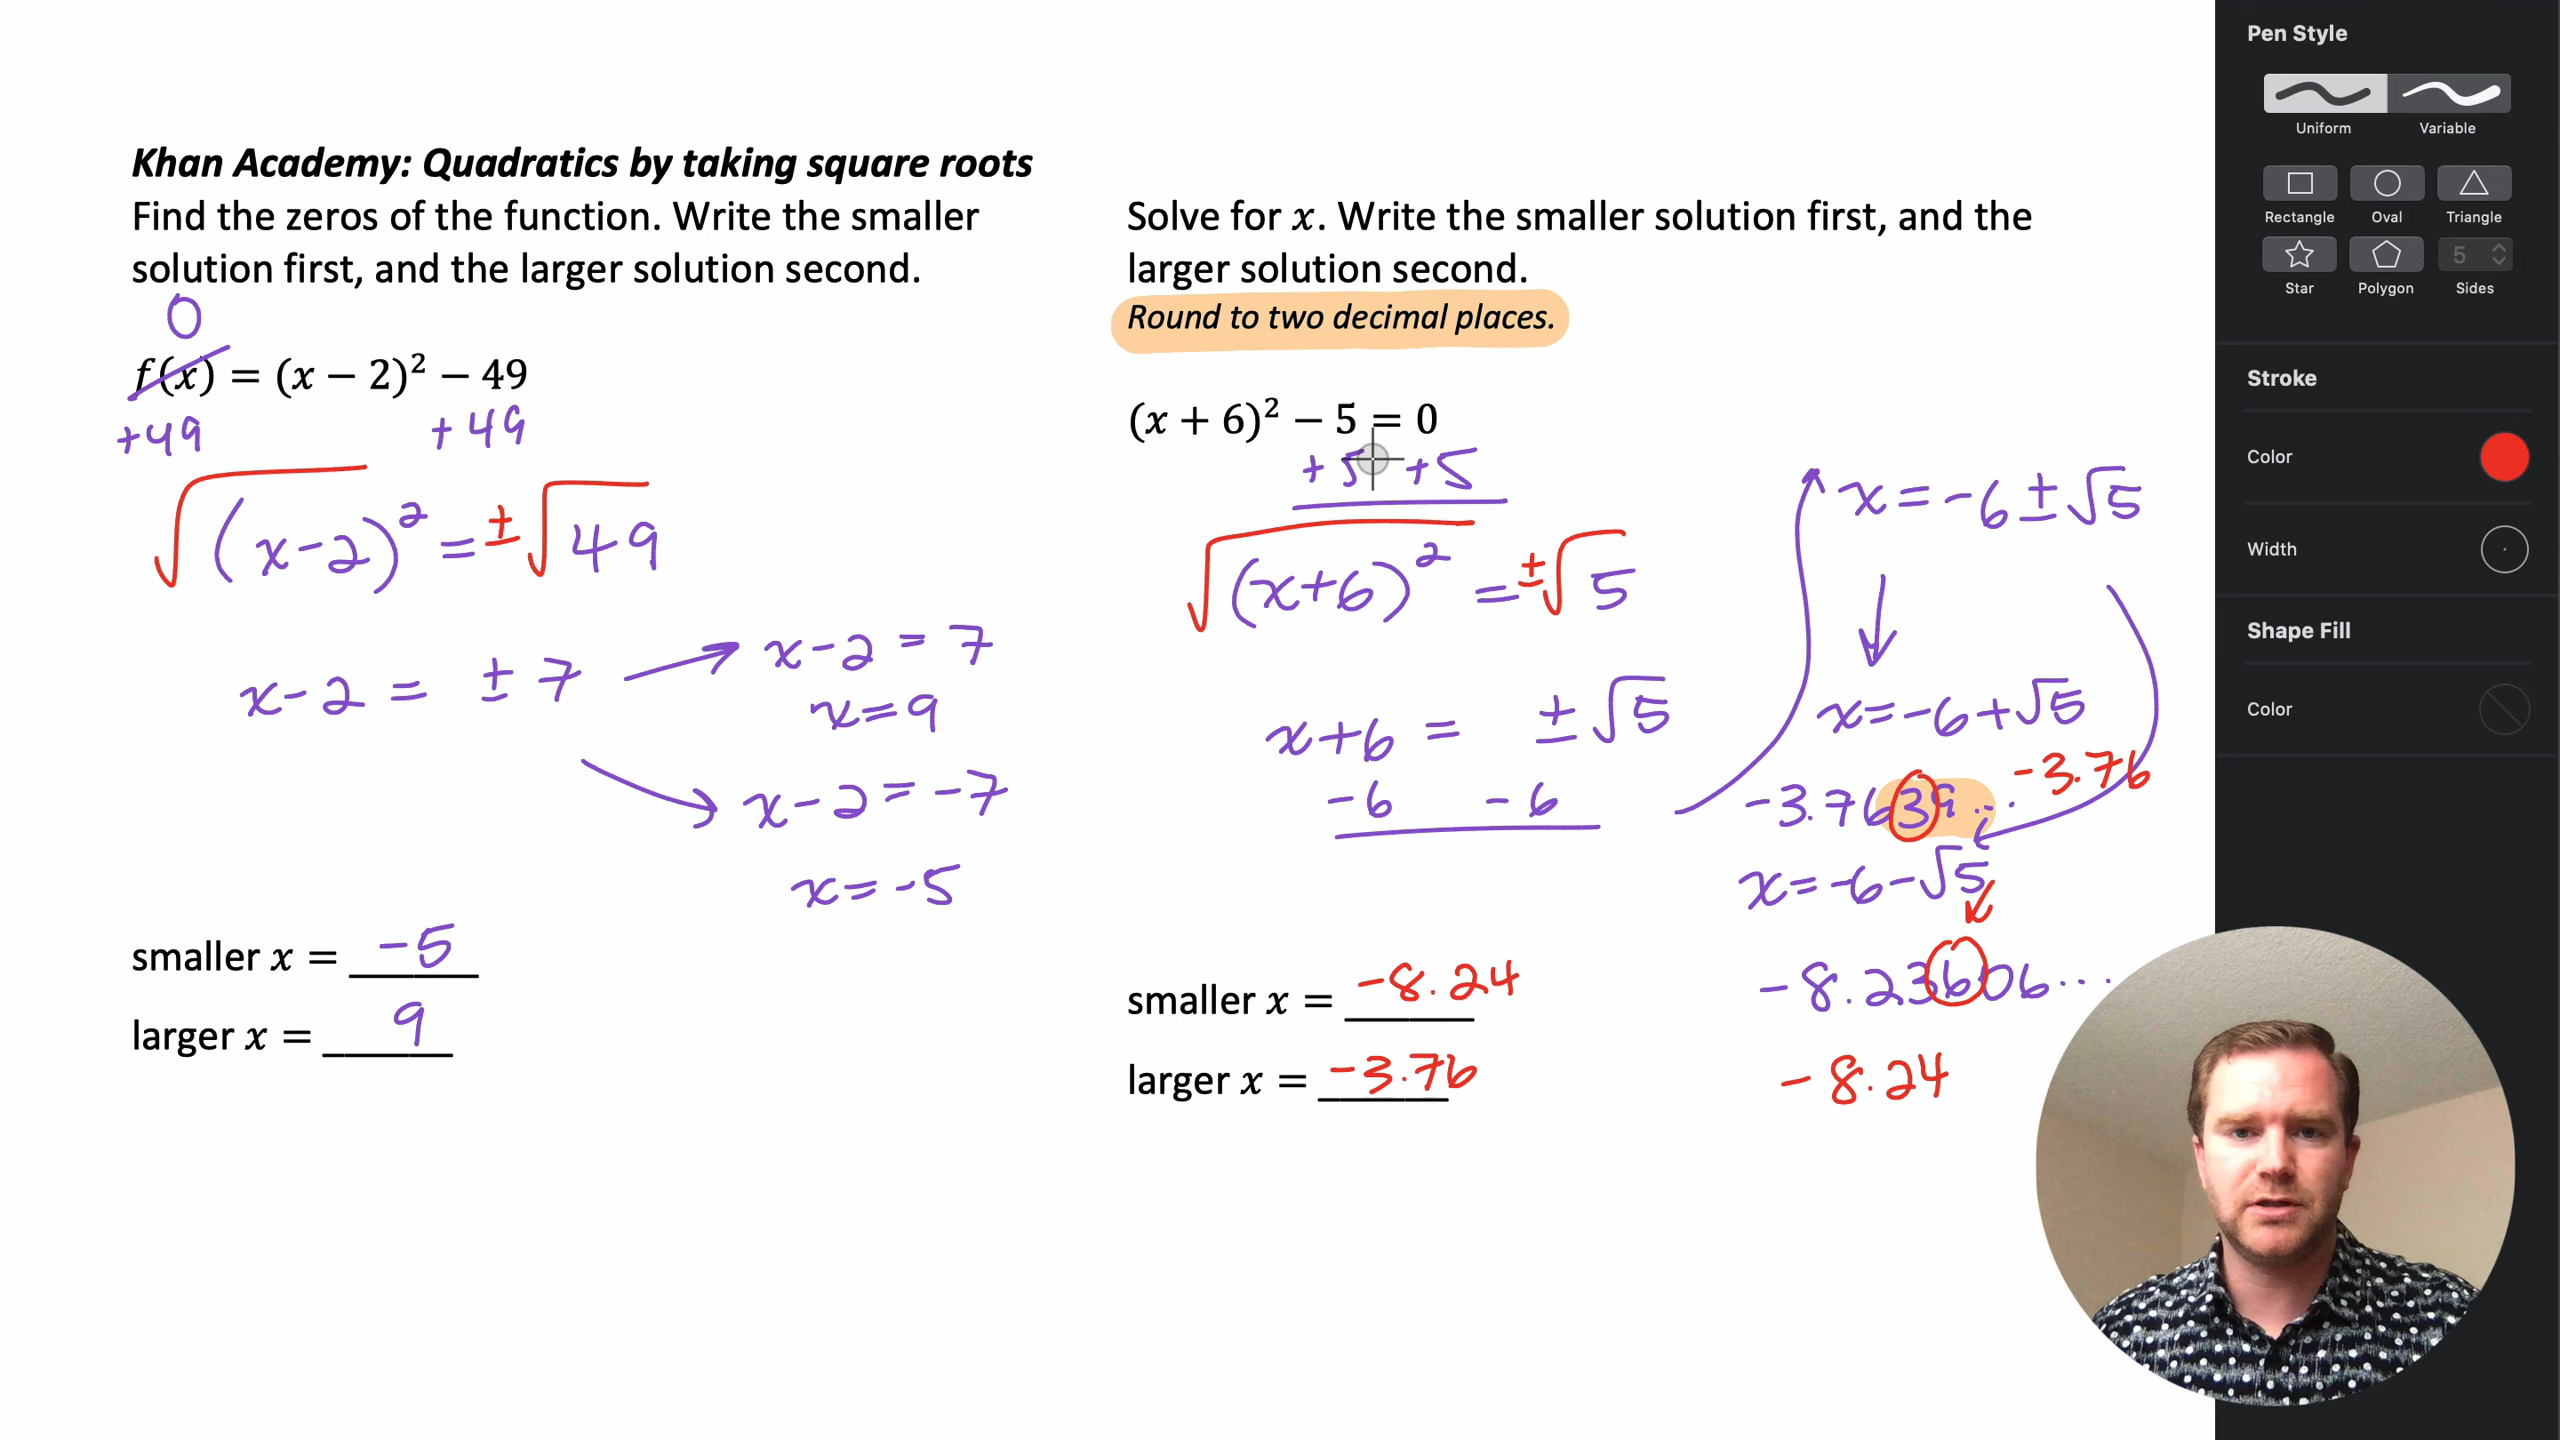 Khan Academy: Quadratics by taking square roots
Find the zeros of the function. Write the smaller
solution first, and the larger solution second.
0
f(x) = (x − 2)² − 49
+49 +49
√(x-2)² = ±√49
x-2 = ±7
x-2 = 7
x=9
x-2 = -7
x=-5
smaller x = -5
larger x = 9
Solve for x. Write the smaller solution first, and the
larger solution second.
Round to two decimal places.
(x + 6)² − 5 = 0
+5 +5
√(x+6)² = ±√5
x+6 = ±√5
-6 -6
x=-6±√5
x=-6+√5
-3.7639... -3.76
x=-6-√5
-8.23606...
-8.24
smaller x = -8.24
larger x = -3.76
Pen Style
Uniform Variable
Rectangle Oval Triangle
5
Star Polygon Sides
Stroke
Color
Width
Shape Fill
Color